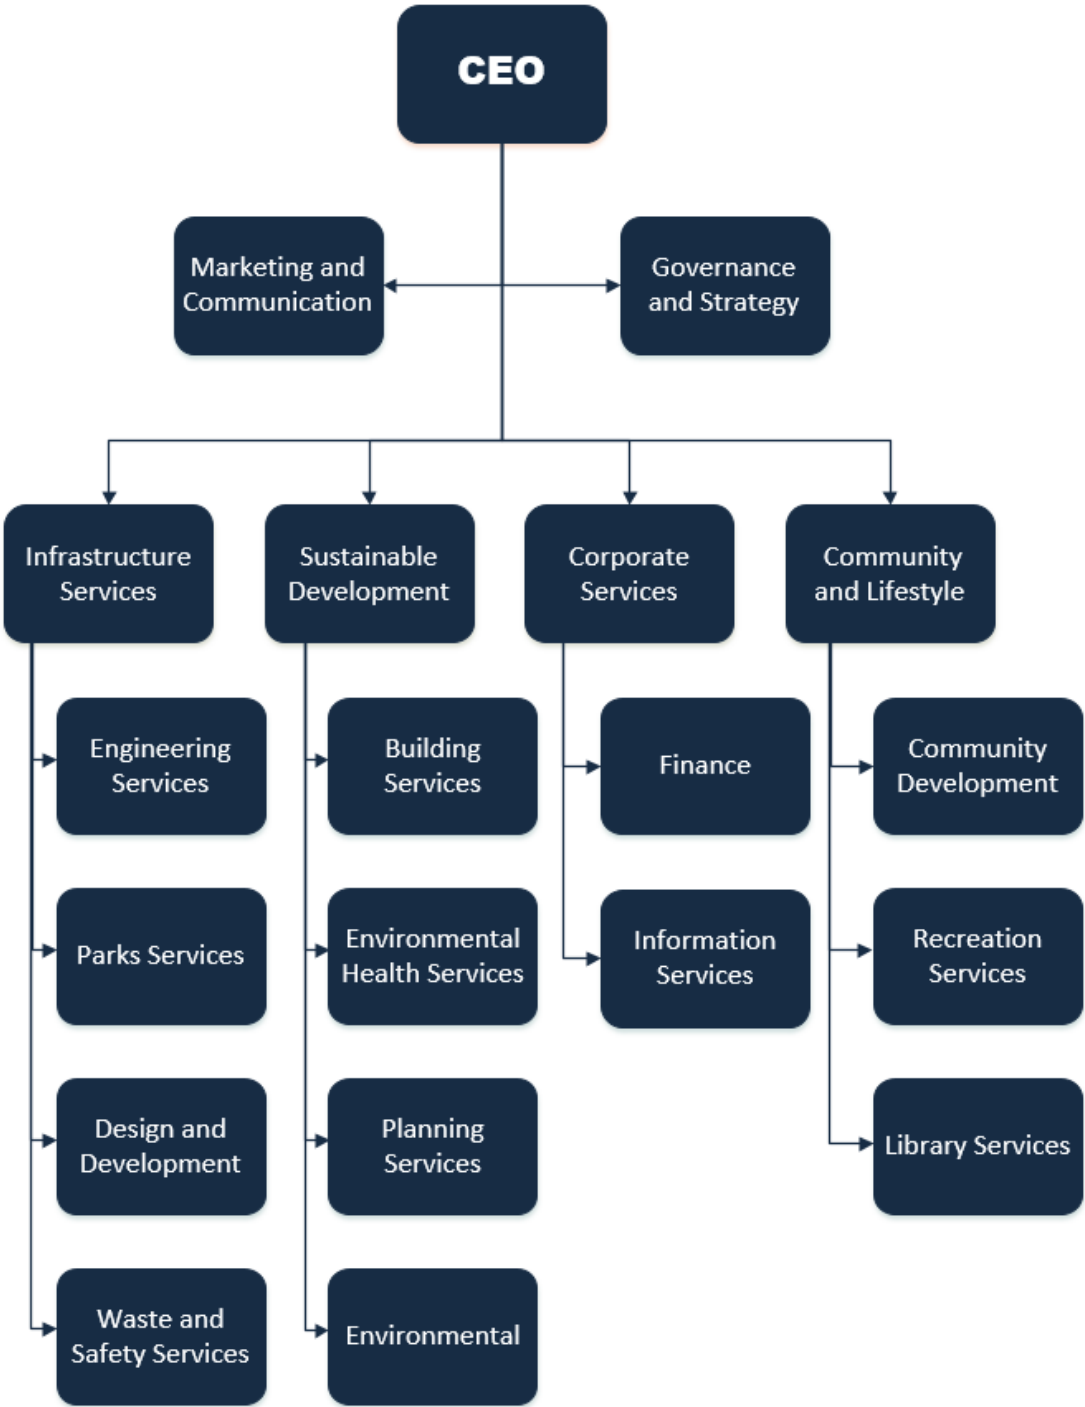 CEO
Marketing and
Communication
Governance
and Strategy
Infrastructure
Services
Sustainable
Development
Corporate
Services
Community
and Lifestyle
Engineering
Services
Building
Services
Finance
Community
Development
Parks Services
Environmental
Health Services
Information
Services
Recreation
Services
Design and
Development
Planning
Services
Library Services
Waste and
Safety Services
Environmental